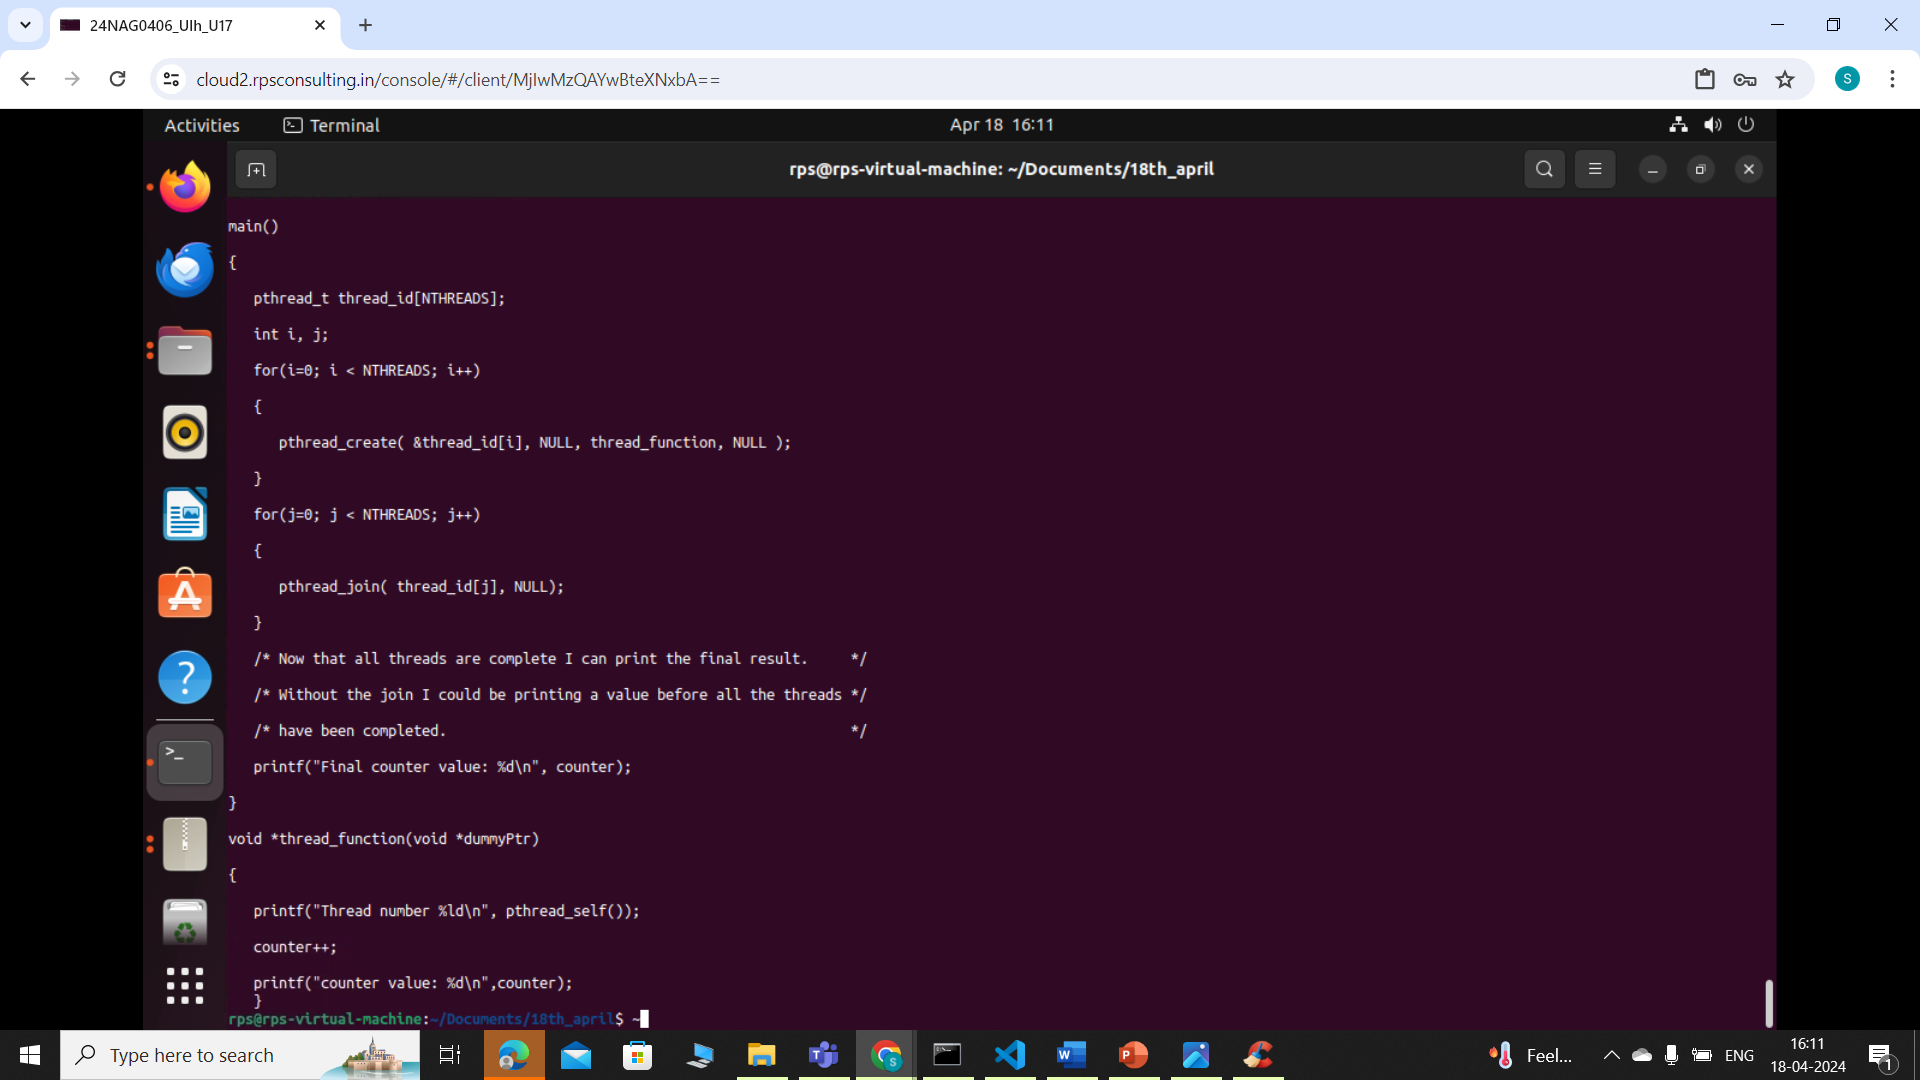 24NAG0406_Ulh_U17
cloud2.rpsconsulting.in/console/#/client/MjIwMzQAYwBteXNxbA==
S
Activities Terminal Apr 18 16:11
rps@rps-virtual-machine: ~/Documents/18th_april
main()
{
pthread_t thread_id[NTHREADS];
int i, j;
for(i=0; i < NTHREADS; i++)
{
pthread_create( &thread_id[i], NULL, thread_function, NULL );
}
for(j=0; j < NTHREADS; j++)
{
pthread_join( thread_id[j], NULL);
}
/* Now that all threads are complete I can print the final result. */
/* Without the join I could be printing a value before all the threads */
/* have been completed. */
printf("Final counter value: %d\n", counter);
}
void *thread_function(void *dummyPtr)
{
printf("Thread number %ld\n", pthread_self());
counter++;
printf("counter value: %d\n",counter);
}
rps@rps-virtual-machine:~/Documents/18th_april$ ~
Type here to search Feel... ENG 16:11
18-04-2024 1